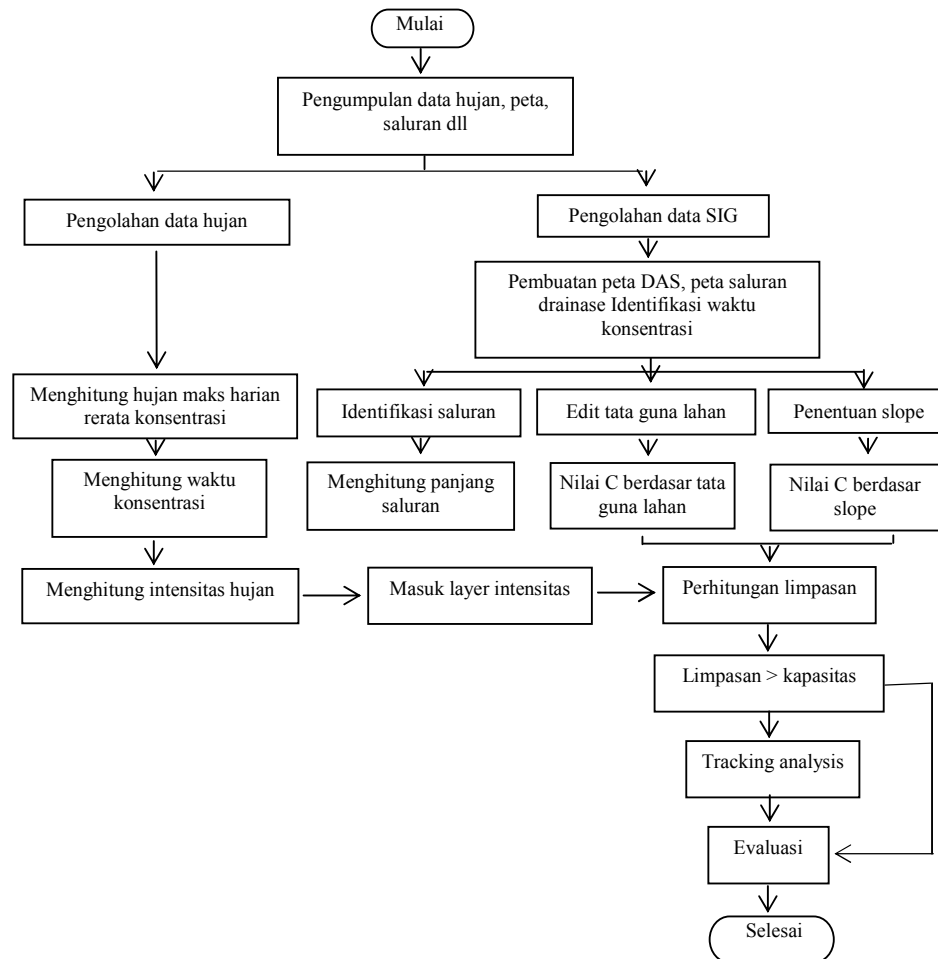 Mulai
Pengumpulan data hujan, peta,
saluran dll
Pengolahan data hujan
Pengolahan data SIG
Pembuatan peta DAS, peta saluran
drainase Identifikasi waktu
konsentrasi
Menghitung hujan maks harian
rerata konsentrasi
Identifikasi saluran
Edit tata guna lahan
Penentuan slope
Menghitung waktu
konsentrasi
Menghitung panjang
saluran
Nilai C berdasar tata
guna lahan
Nilai C berdasar
slope
Menghitung intensitas hujan
Masuk layer intensitas
Perhitungan limpasan
Limpasan > kapasitas
Tracking analysis
Evaluasi
Selesai